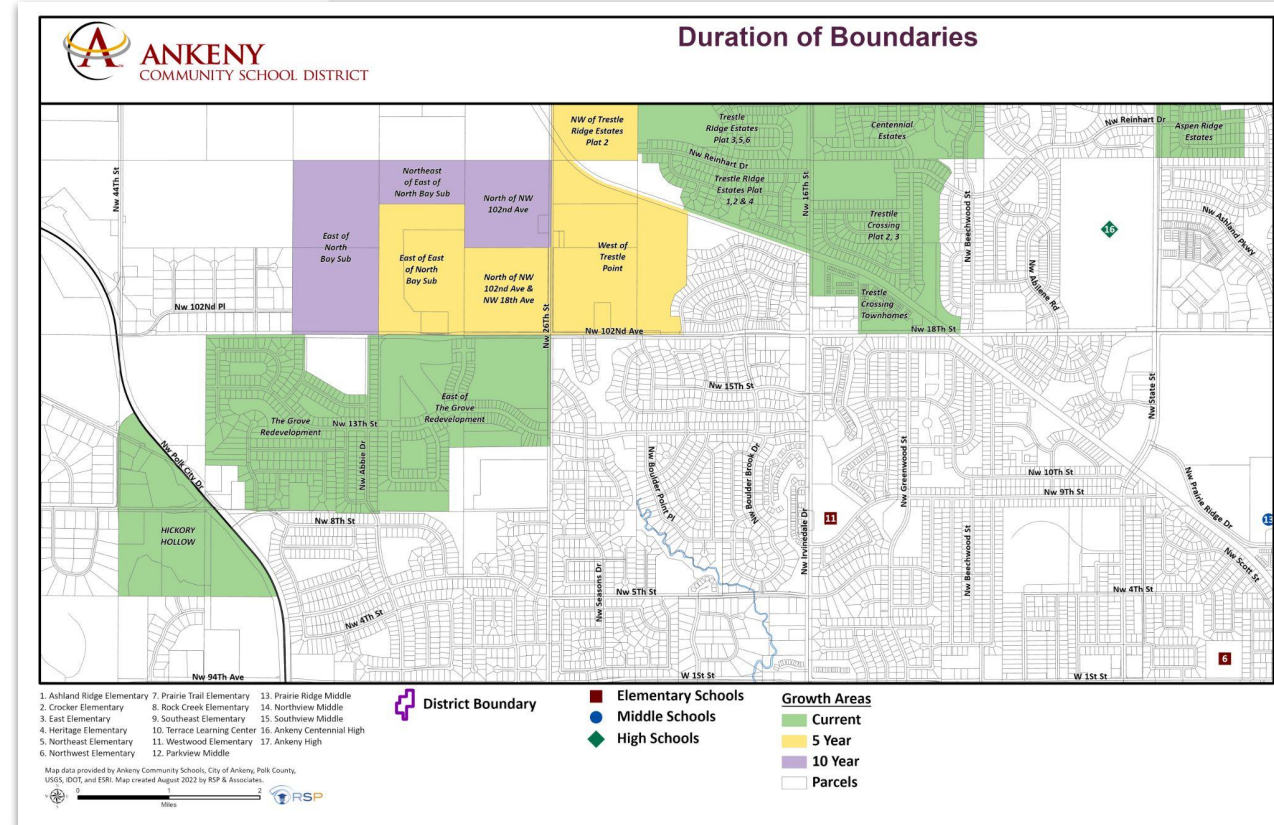 ANKENY
COMMUNITY SCHOOL DISTRICT
Duration of Boundaries
NW of Trestle
Ridge Estates
Plat 2
Trestle
Ridge Estates
Plat 3,5,6
Centennial
Estates
Nw Reinhart Dr
Aspen Ridge
Estates
Nw 44Th St
Northeast
of East of
North Bay Sub
North of NW
102nd Ave
Nw Reinhart Dr
Trestle Ridge
Estates Plat
1,2 & 4
Nw 16Th St
Trestle
Crossing
Plat 2, 3
Nw Beechwood St
16
Nw Ashland Pkwy
East of
North
Bay Sub
East of East
of North
Bay Sub
North of NW
102nd Ave &
NW 18th Ave
West of
Trestle
Point
Nw Abilene Rd
Nw 102Nd Pl
Nw 26Th St
Nw 102Nd Ave
Trestle
Crossing
Townhomes
Nw 18Th St
The Grove
Redevelopment
Nw 13Th St
East of
The Grove
Redevelopment
Nw 15Th St
Nw State St
Nw Polk City Dr
Nw Abbie Dr
Nw Boulder Point Pl
Nw Boulder Brook Dr
Nw Greenwood St
Nw 10Th St
Nw 9Th St
Nw Prairie Ridge Dr
HICKORY
HOLLOW
Nw 8Th St
11
13
Nw Irvinedale Dr
Nw Beechwood St
Nw Scott St
Nw Seasons Dr
Nw 5Th St
Nw 4Th St
Nw 4Th St
6
Nw 94Th Ave
W 1St St
W 1St St
1. Ashland Ridge Elementary
2. Crocker Elementary
3. East Elementary
4. Heritage Elementary
5. Northeast Elementary
6. Northwest Elementary
7. Prairie Trail Elementary
8. Rock Creek Elementary
9. Southeast Elementary
10. Terrace Learning Center
11. Westwood Elementary
12. Parkview Middle
13. Prairie Ridge Middle
14. Northview Middle
15. Southview Middle
16. Ankeny Centennial High
17. Ankeny High
District Boundary
Elementary Schools
Middle Schools
High Schools
Growth Areas
Current
5 Year
10 Year
Parcels
Map data provided by Ankeny Community Schools, City of Ankeny, Polk County,
USGS, IDOT, and ESRI. Map created August 2022 by RSP & Associates.
0 1 2
Miles
RSP